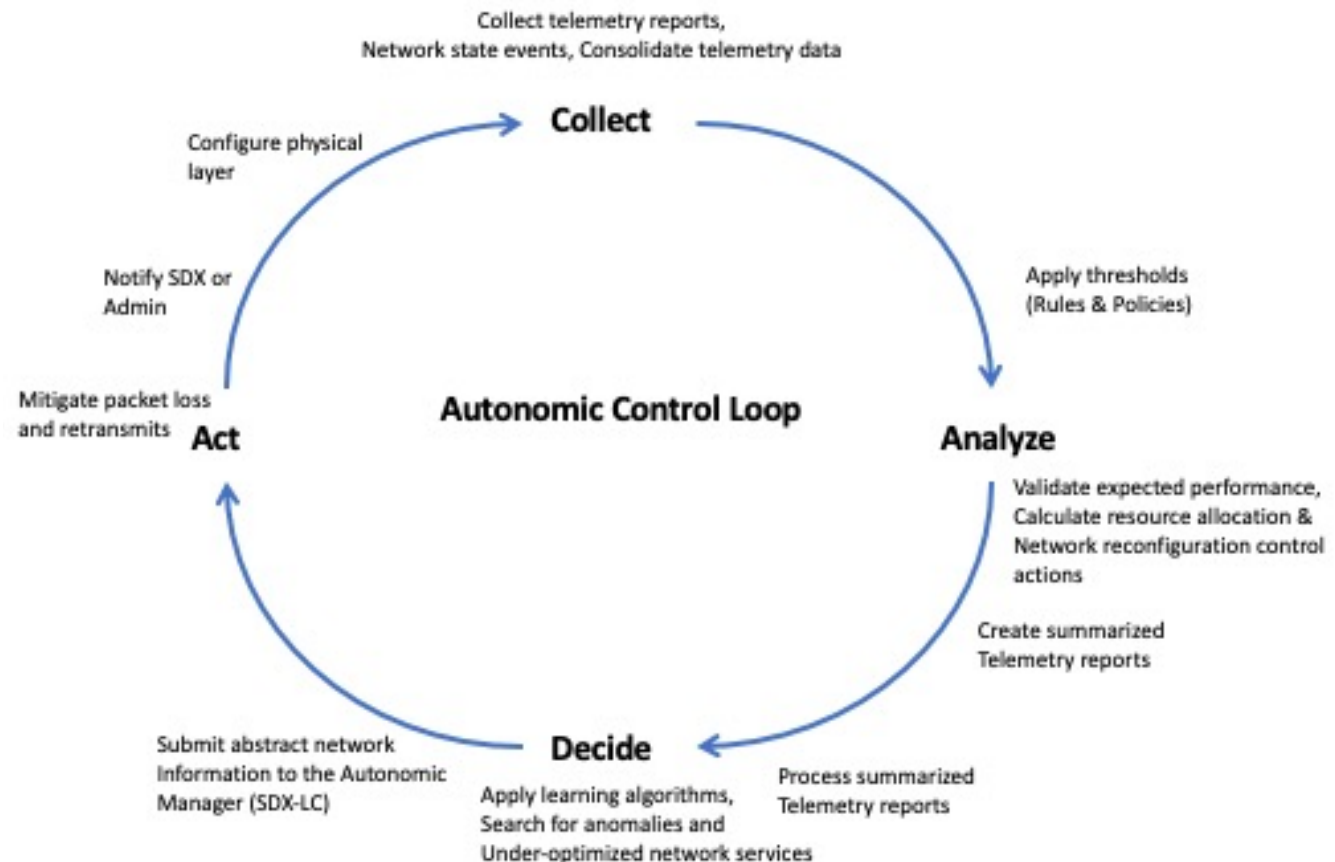 Collect telemetry reports,
Network state events, Consolidate telemetry data
Collect
Configure physical
layer
Notify SDX or
Admin
Apply thresholds
(Rules & Policies)
Mitigate packet loss
and retransmits
Act
Autonomic Control Loop
Analyze
Validate expected performance,
Calculate resource allocation &
Network reconfiguration control
actions
Create summarized
Telemetry reports
Submit abstract network
Information to the Autonomic
Manager (SDX-LC)
Decide
Apply learning algorithms,
Search for anomalies and
Under-optimized network services
Process summarized
Telemetry reports